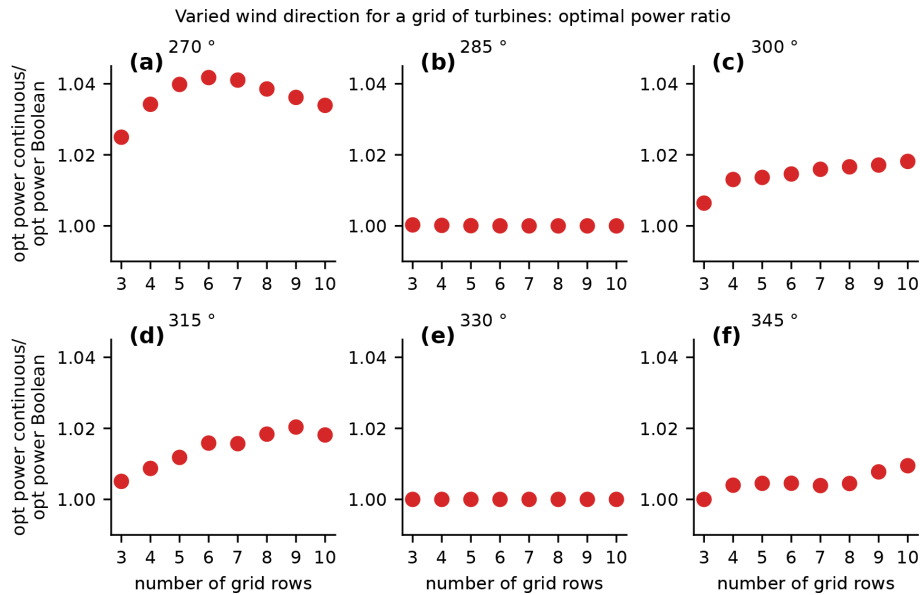 Varied wind direction for a grid of turbines: optimal power ratio
(a) 270 °
(b) 285 °
(c) 300 °
opt power continuous/
opt power Boolean
1.04
1.02
1.00
3 4 5 6 7 8 9 10
1.04
1.02
1.00
3 4 5 6 7 8 9 10
1.04
1.02
1.00
3 4 5 6 7 8 9 10
(d) 315 °
(e) 330 °
(f) 345 °
opt power continuous/
opt power Boolean
1.04
1.02
1.00
3 4 5 6 7 8 9 10
number of grid rows
1.04
1.02
1.00
3 4 5 6 7 8 9 10
number of grid rows
1.04
1.02
1.00
3 4 5 6 7 8 9 10
number of grid rows